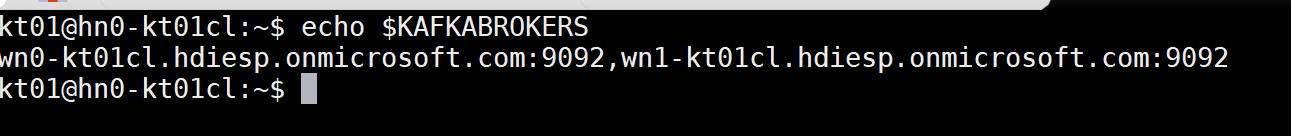 kt01@hn0-kt01cl:~$ echo $KAFKABROKERS
wn0-kt01cl.hdiesp.onmicrosoft.com:9092,wn1-kt01cl.hdiesp.onmicrosoft.com:9092
kt01@hn0-kt01cl:~$